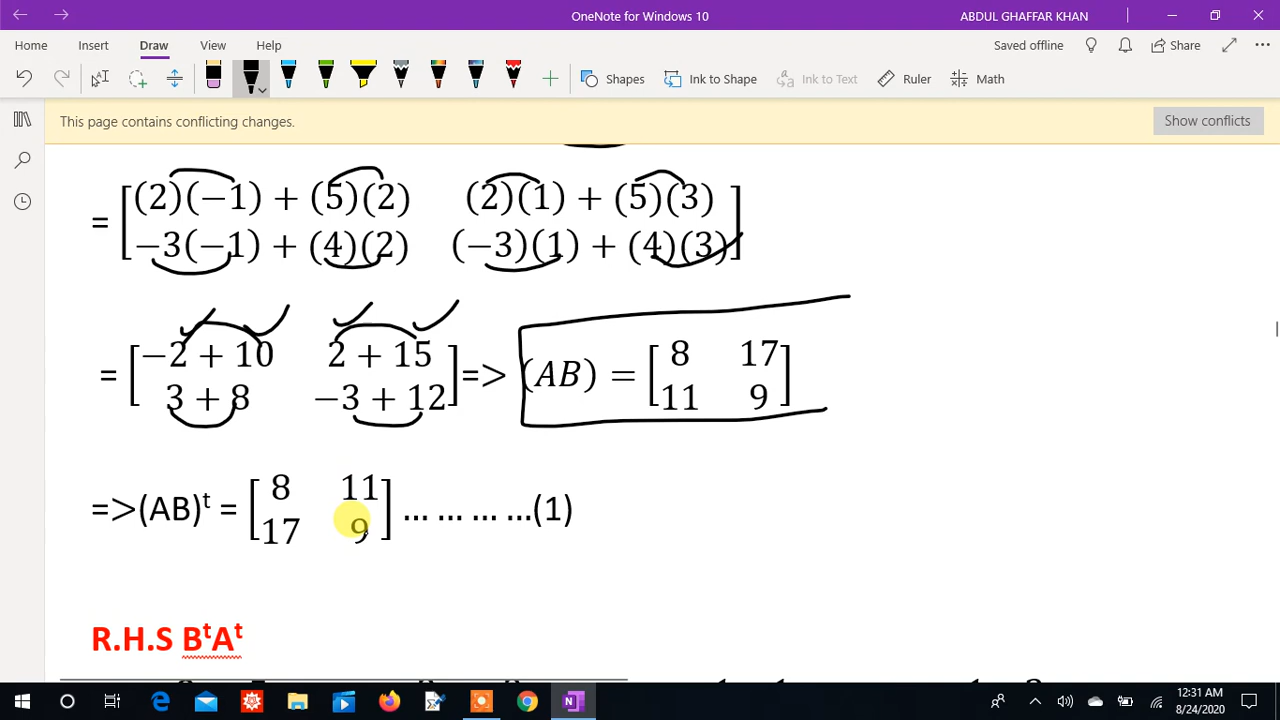 OneNote for Windows 10
ABDUL GHAFFAR KHAN
Home Insert Draw View Help
Saved offline Share
Shapes Ink to Shape Ink to Text Ruler Math
This page contains conflicting changes.
Show conflicts
= [(2)(−1) + (5)(2) (2)(1) + (5)(3)
−3(−1) + (4)(2) (−3)(1) + (4)(3)]
= [−2 + 10 2 + 15
3 + 8 −3 + 12] => (AB) = [8 17
11 9]
=>(AB)ᵗ = [8 11
17 9] … … … …(1)
R.H.S BᵗAᵗ
12:31 AM
8/24/2020